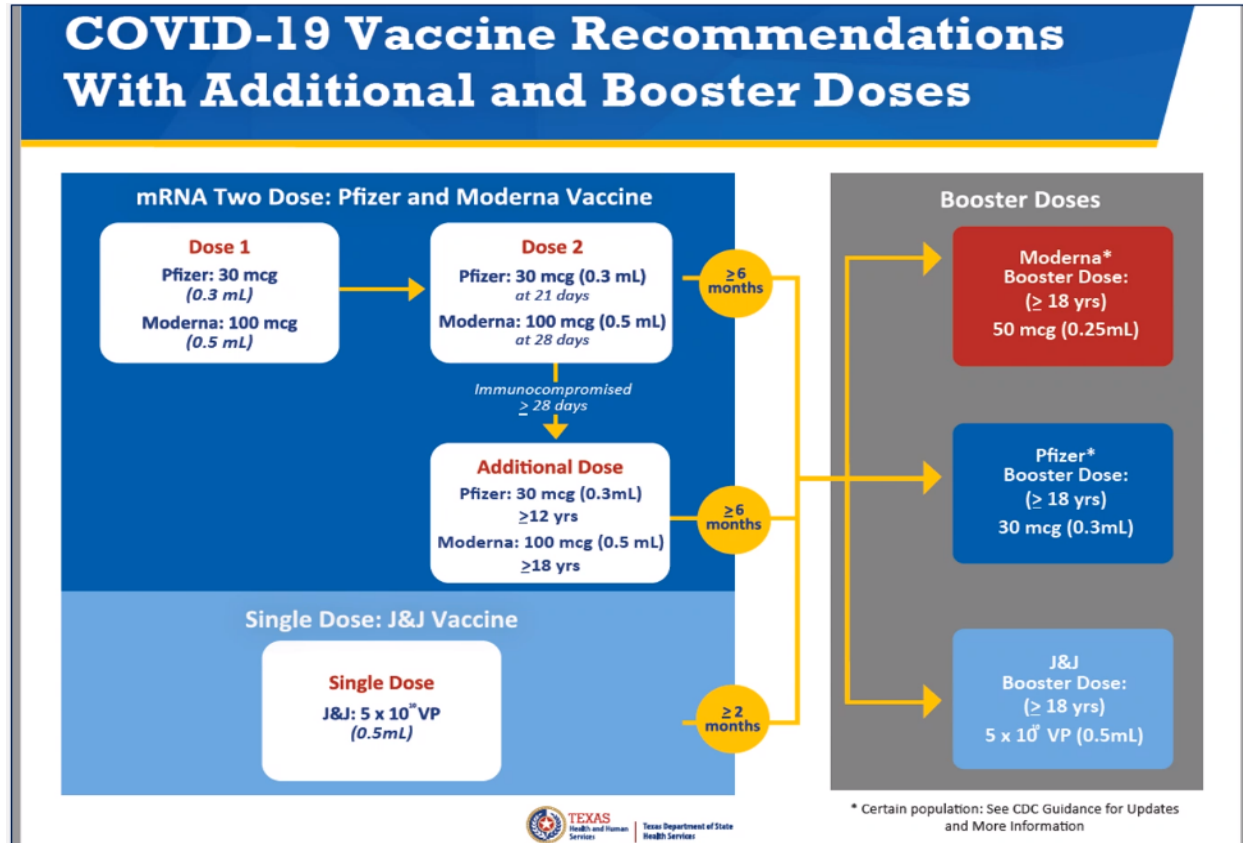 COVID-19 Vaccine Recommendations
With Additional and Booster Doses
mRNA Two Dose: Pfizer and Moderna Vaccine
Dose 1
Pfizer: 30 mcg
(0.3 mL)
Moderna: 100 mcg
(0.5 mL)
Dose 2
Pfizer: 30 mcg (0.3 mL)
at 21 days
Moderna: 100 mcg (0.5 mL)
at 28 days
≥6
months
Immunocompromised
≥ 28 days
Additional Dose
Pfizer: 30 mcg (0.3mL)
≥12 yrs
Moderna: 100 mcg (0.5 mL)
≥18 yrs
≥6
months
Single Dose: J&J Vaccine
Single Dose
J&J: 5 x 10¹⁰ VP
(0.5mL)
≥2
months
Booster Doses
Moderna*
Booster Dose:
(≥ 18 yrs)
50 mcg (0.25mL)
Pfizer*
Booster Dose:
(≥ 18 yrs)
30 mcg (0.3mL)
J&J
Booster Dose:
(≥ 18 yrs)
5 x 10¹⁰ VP (0.5mL)
* Certain population: See CDC Guidance for Updates
and More Information
TEXAS
Health and Human
Services
Texas Department of State
Health Services